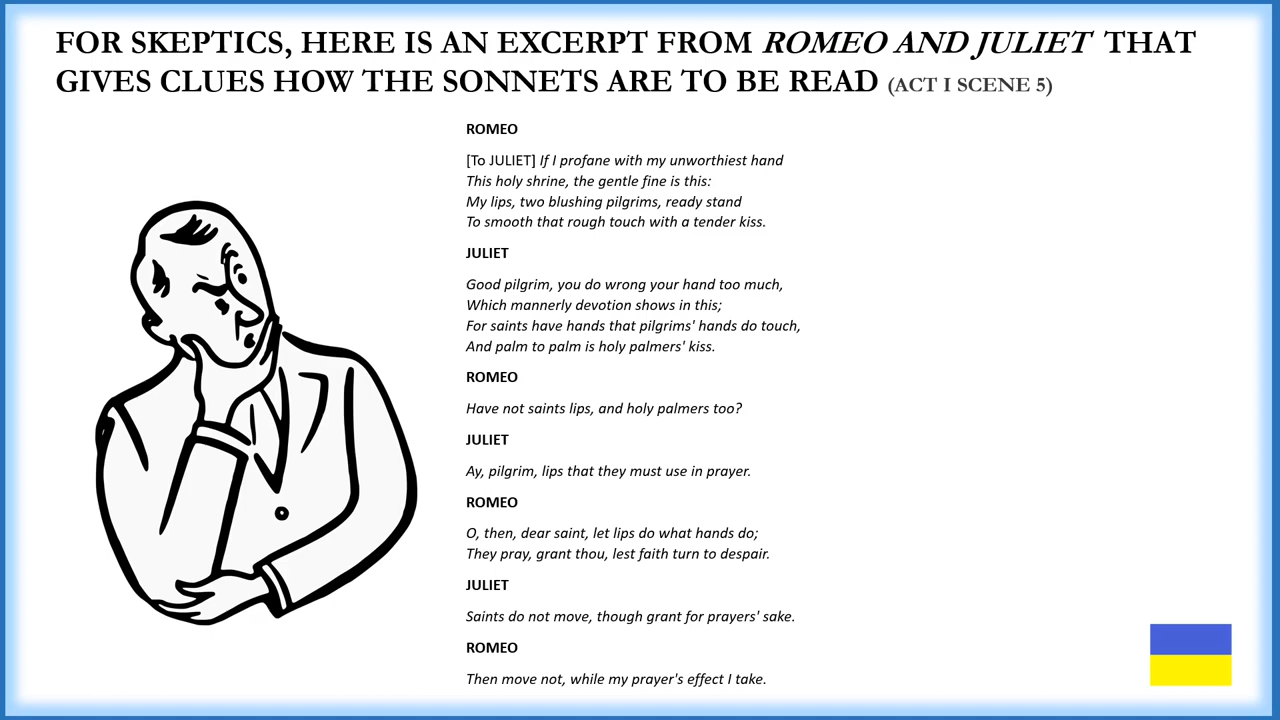 FOR SKEPTICS, HERE IS AN EXCERPT FROM ROMEO AND JULIET THAT
GIVES CLUES HOW THE SONNETS ARE TO BE READ (ACT I SCENE 5)
ROMEO
[To JULIET] If I profane with my unworthiest hand
This holy shrine, the gentle fine is this:
My lips, two blushing pilgrims, ready stand
To smooth that rough touch with a tender kiss.
JULIET
Good pilgrim, you do wrong your hand too much,
Which mannerly devotion shows in this;
For saints have hands that pilgrims' hands do touch,
And palm to palm is holy palmers' kiss.
ROMEO
Have not saints lips, and holy palmers too?
JULIET
Ay, pilgrim, lips that they must use in prayer.
ROMEO
O, then, dear saint, let lips do what hands do;
They pray, grant thou, lest faith turn to despair.
JULIET
Saints do not move, though grant for prayers' sake.
ROMEO
Then move not, while my prayer's effect I take.